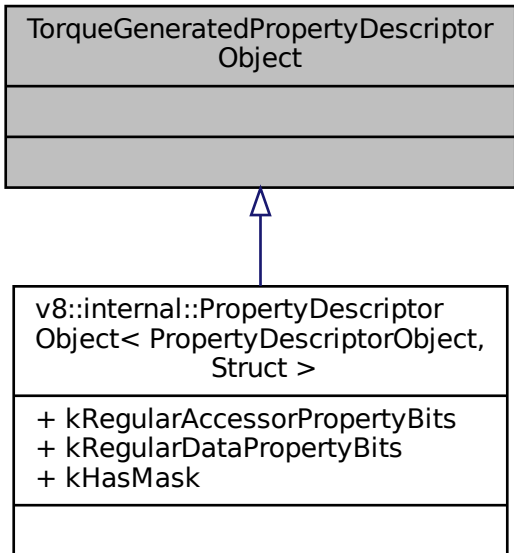 TorqueGeneratedPropertyDescriptor
Object
v8::internal::PropertyDescriptor
Object< PropertyDescriptorObject,
Struct >
+ kRegularAccessorPropertyBits
+ kRegularDataPropertyBits
+ kHasMask